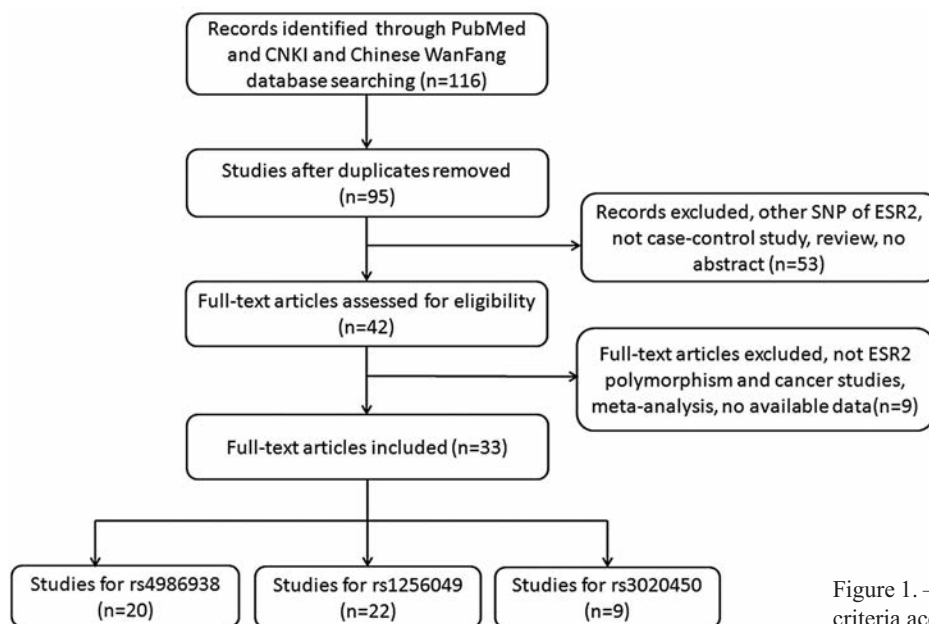 Records identified through PubMed
and CNKI and Chinese WanFang
database searching (n=116)
Studies after duplicates removed
(n=95)
Records excluded, other SNP of ESR2,
not case-control study, review, no
abstract (n=53)
Full-text articles assessed for eligibility
(n=42)
Full-text articles excluded, not ESR2
polymorphism and cancer studies,
meta-analysis, no available data(n=9)
Full-text articles included (n=33)
Studies for rs4986938
(n=20)
Studies for rs1256049
(n=22)
Studies for rs3020450
(n=9)
Figure 1. –
criteria